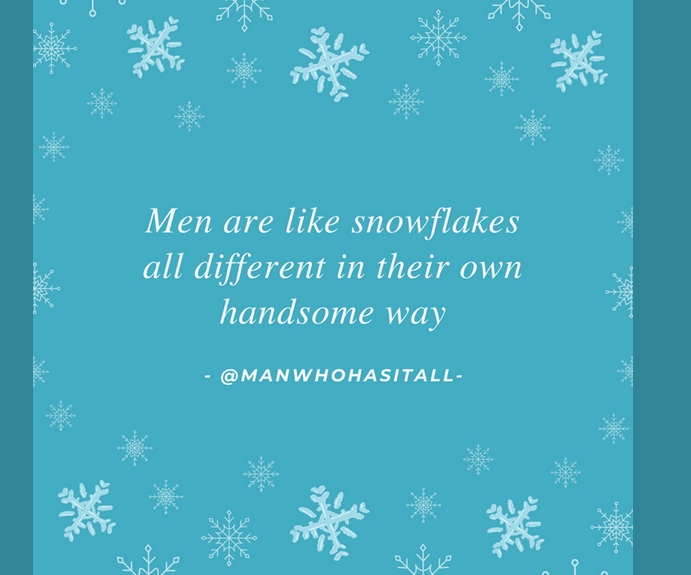 Men are like snowflakes
all different in their own
handsome way
- @MANWHOHASITALL-